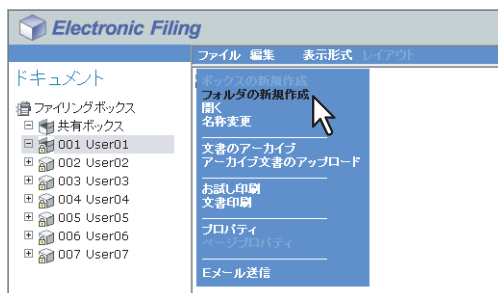 Electronic Filing
ファイル 編集 表示形式 レイアウト
ドキュメント
ファイリングボックス
共有ボックス
001 User01
002 User02
003 User03
004 User04
005 User05
006 User06
007 User07
ボックスの新規作成
フォルダの新規作成
開く
名称変更
文書のアーカイブ
アーカイブ文書のアップロード
お試し印刷
文書印刷
プロパティ
ページプロパティ
Eメール送信